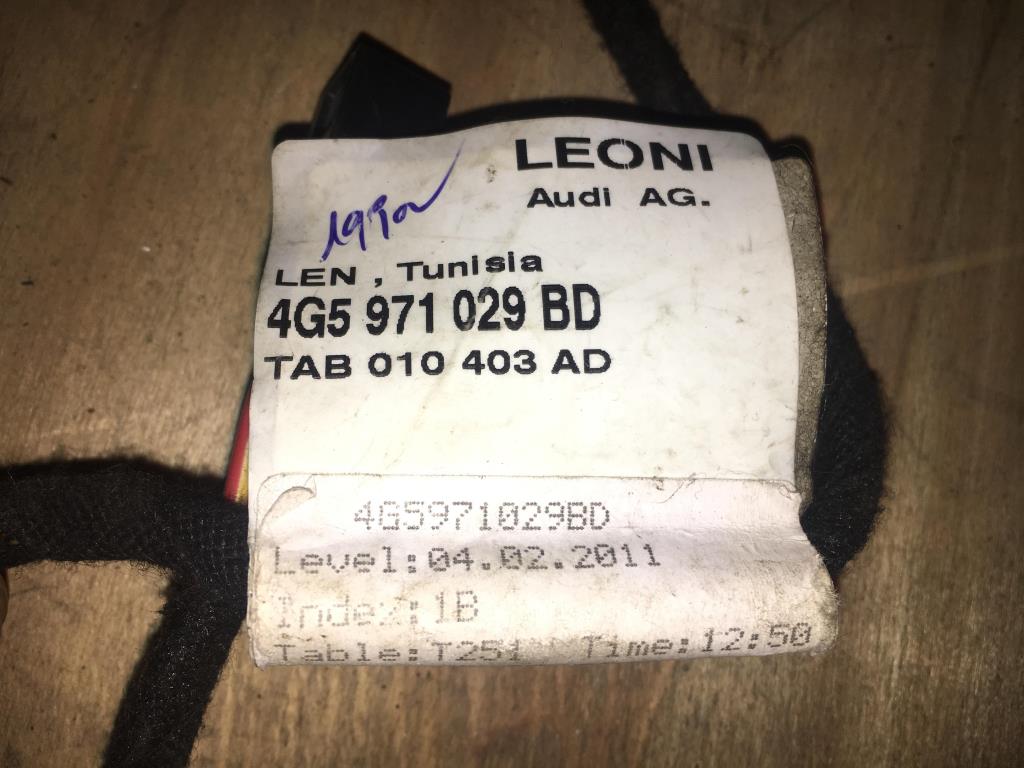 LEONI
Audi AG.
LEN , Tunisia
4G5 971 029 BD
TAB 010 403 AD
4G5971029BD
Level:04.02.2011
Index:1B
Table:T251 Time:12:50